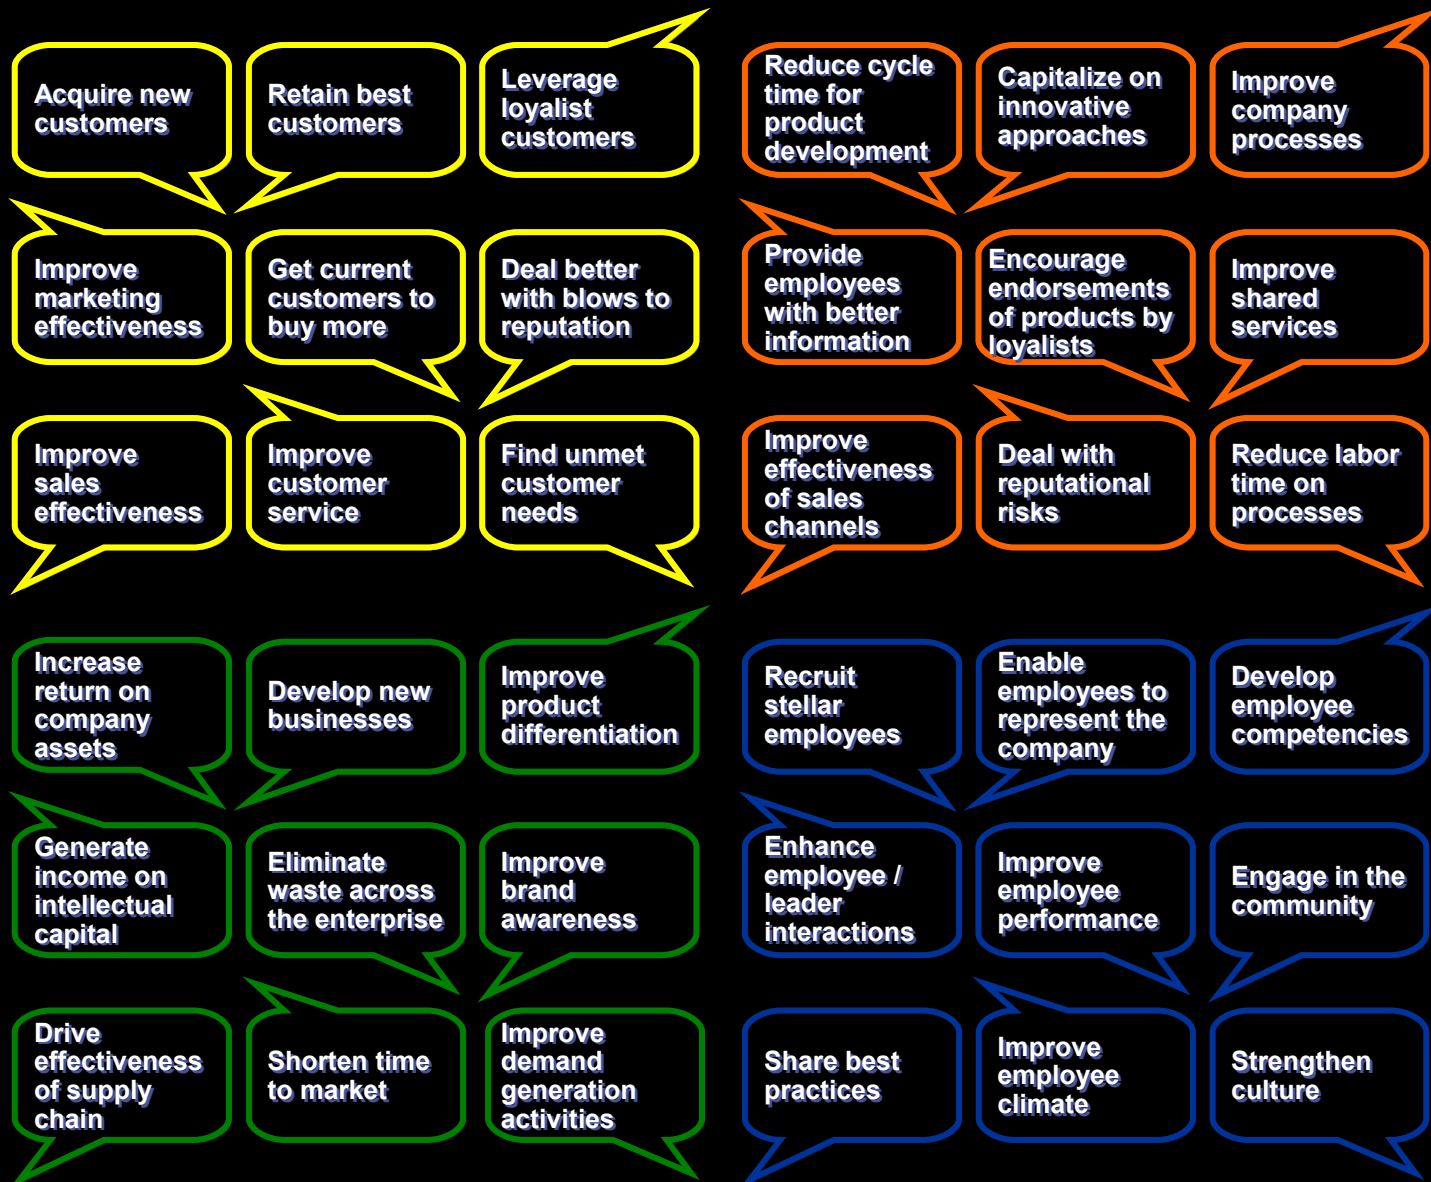 Acquire new
customers
Retain best
customers
Leverage
loyalist
customers
Improve
marketing
effectiveness
Get current
customers to
buy more
Deal better
with blows to
reputation
Improve
sales
effectiveness
Improve
customer
service
Find unmet
customer
needs
Reduce cycle
time for
product
development
Capitalize on
innovative
approaches
Improve
company
processes
Provide
employees
with better
information
Encourage
endorsements
of products by
loyalists
Improve
shared
services
Improve
effectiveness
of sales
channels
Deal with
reputational
risks
Reduce labor
time on
processes
Increase
return on
company
assets
Develop new
businesses
Improve
product
differentiation
Generate
income on
intellectual
capital
Eliminate
waste across
the enterprise
Improve
brand
awareness
Drive
effectiveness
of supply
chain
Shorten time
to market
Improve
demand
generation
activities
Recruit
stellar
employees
Enable
employees to
represent the
company
Develop
employee
competencies
Enhance
employee /
leader
interactions
Improve
employee
performance
Engage in the
community
Share best
practices
Improve
employee
climate
Strengthen
culture